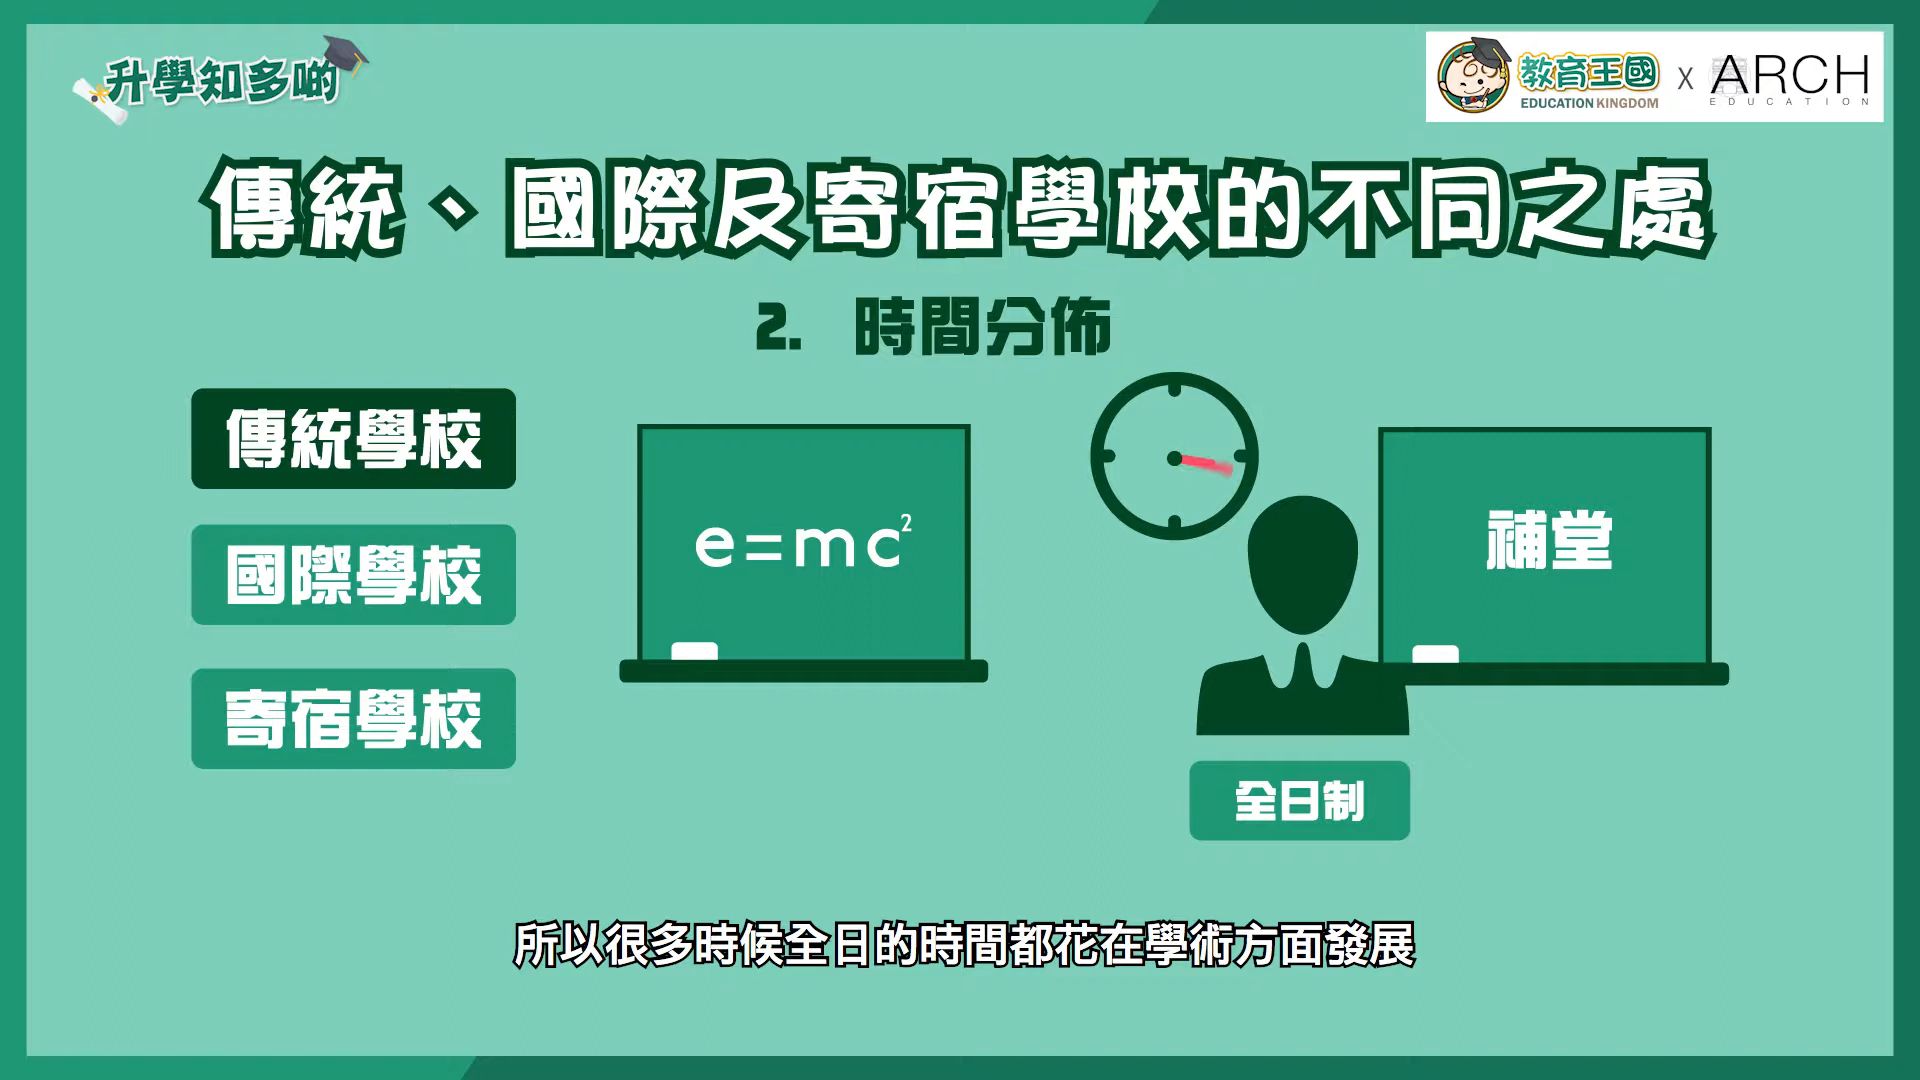 升學知多啲
教育王國
EDUCATION KINGDOM
X
ARCH
EDUCATION
傳統、國際及寄宿學校的不同之處
2. 時間分佈
傳統學校
國際學校
寄宿學校
e=mc²
補堂
全日制
所以很多時候全日的時間都花在學術方面發展